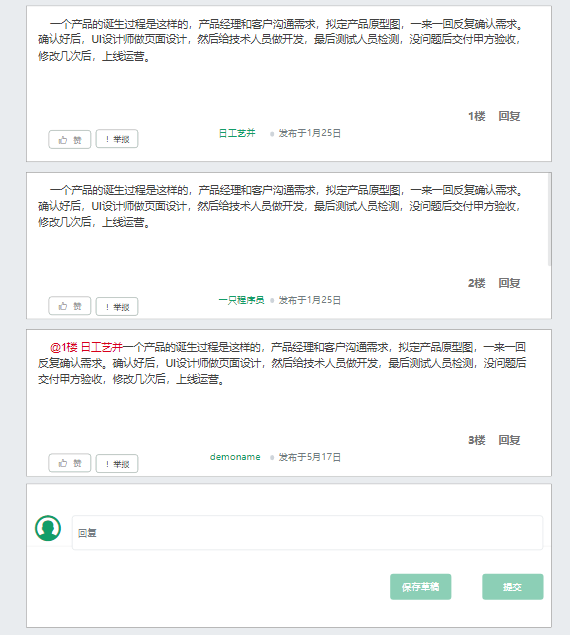 一个产品的诞生过程是这样的，产品经理和客户沟通需求，拟定产品原型图，一来一回反复确认需求。
确认好后，UI设计师做页面设计，然后给技术人员做开发，最后测试人员检测，没问题后交付甲方验收，
修改几次后，上线运营。
1楼 回复
赞 ！举报 日工艺并 发布于1月25日
一个产品的诞生过程是这样的，产品经理和客户沟通需求，拟定产品原型图，一来一回反复确认需求。
确认好后，UI设计师做页面设计，然后给技术人员做开发，最后测试人员检测，没问题后交付甲方验收，
修改几次后，上线运营。
2楼 回复
赞 ！举报 一只程序员 发布于1月25日
@1楼 日工艺并一个产品的诞生过程是这样的，产品经理和客户沟通需求，拟定产品原型图，一来一回
反复确认需求。确认好后，UI设计师做页面设计，然后给技术人员做开发，最后测试人员检测，没问题后
交付甲方验收，修改几次后，上线运营。
3楼 回复
赞 ！举报 demoname 发布于5月17日
回复
保存草稿 提交